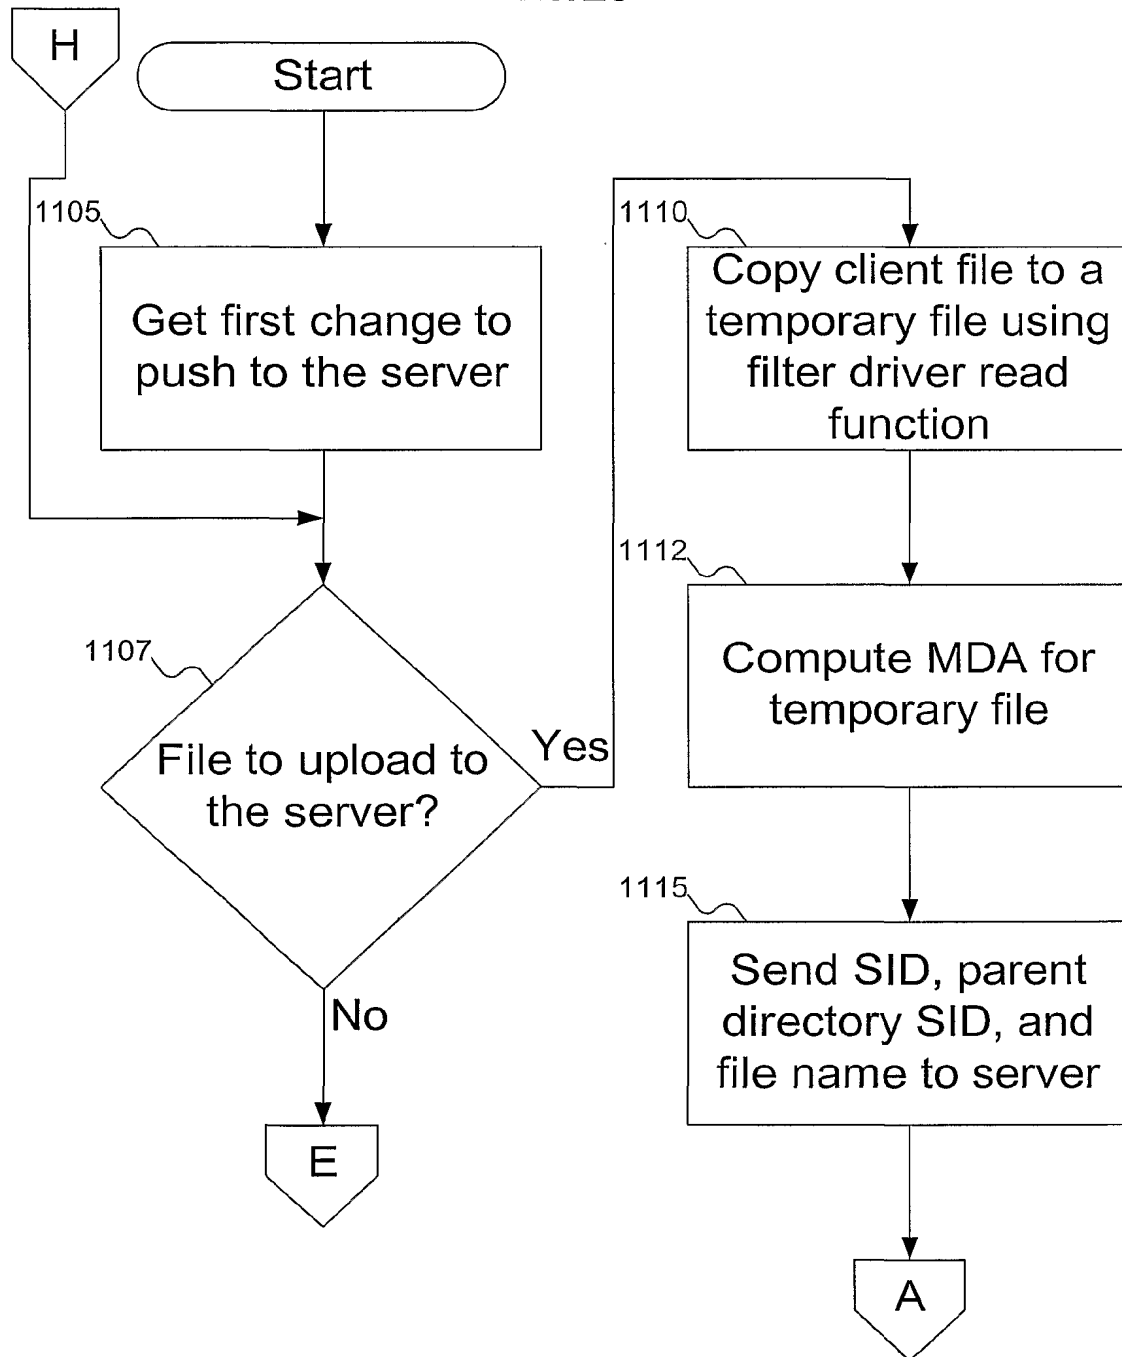 H
Start
1105
Get first change to
push to the server
1107
File to upload to
the server?
Yes
No
E
1110
Copy client file to a
temporary file using
filter driver read
function
1112
Compute MDA for
temporary file
1115
Send SID, parent
directory SID, and
file name to server
A